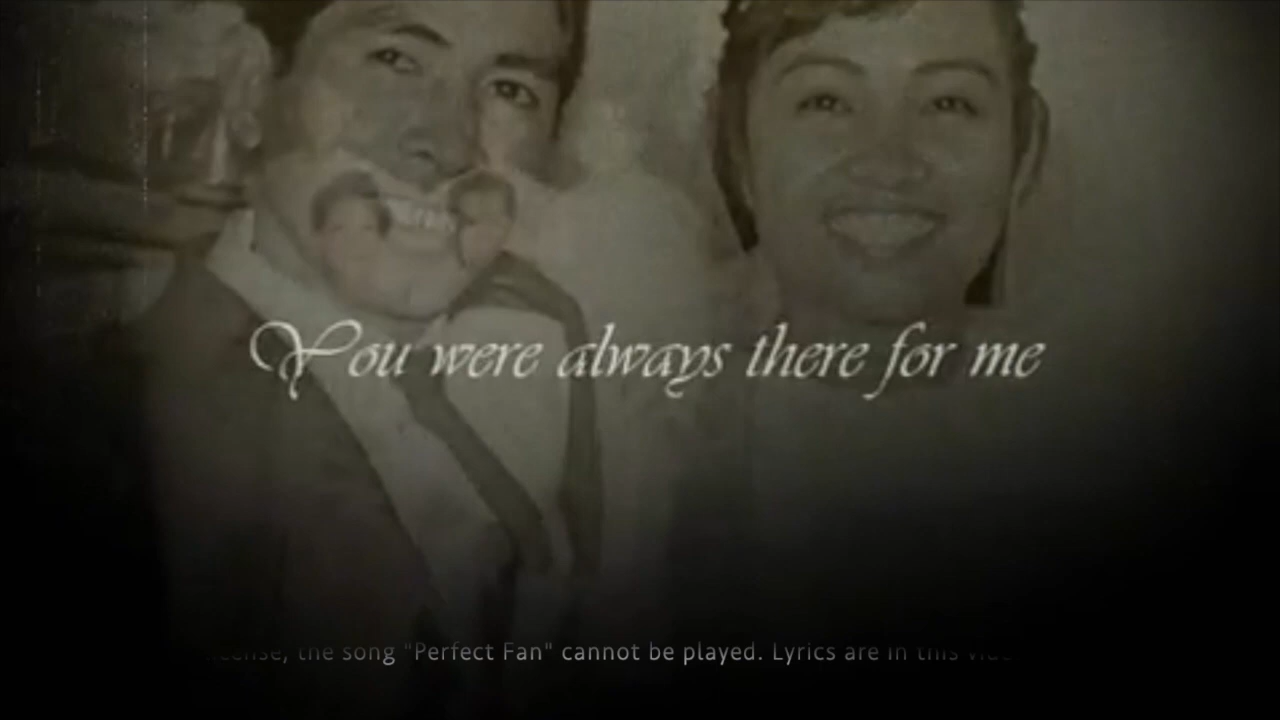 You were always there for me
the song "Perfect Fan" cannot be played. Lyrics are in this